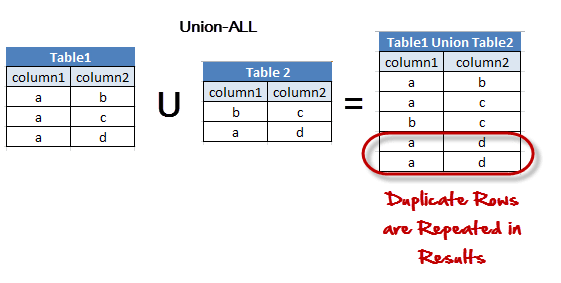 Union-ALL
Table1
column1 column2
a b
a c
a d
U
Table 2
column1 column2
b c
a d
=
Table1 Union Table2
column1 column2
a b
a c
b c
a d
a d
Duplicate Rows
are Repeated in
Results